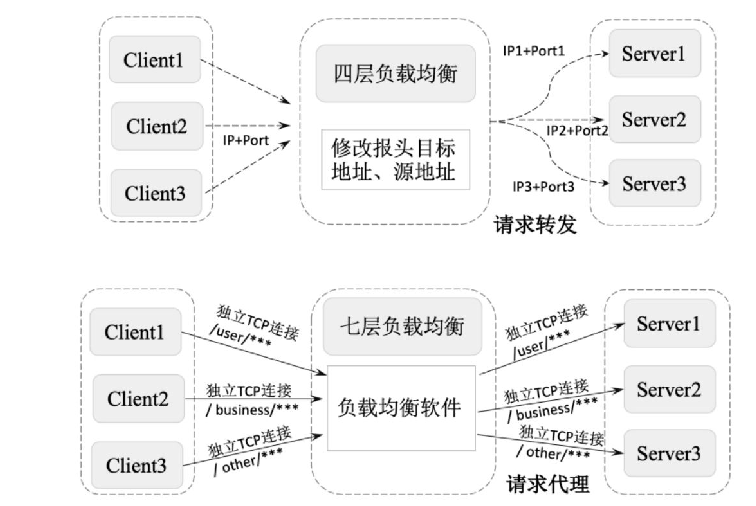 Client1
Client2
Client3
IP+Port
四层负载均衡
修改报头目标
地址、源地址
IP1+Port1
IP2+Port2
IP3+Port3
Server1
Server2
Server3
请求转发
Client1
Client2
Client3
独立TCP连接
/user/***
独立TCP连接
/ business/***
独立TCP连接
/ other/***
七层负载均衡
负载均衡软件
独立TCP连接
/user/***
独立TCP连接
/ business/***
独立TCP连接
/ other/***
Server1
Server2
Server3
请求代理